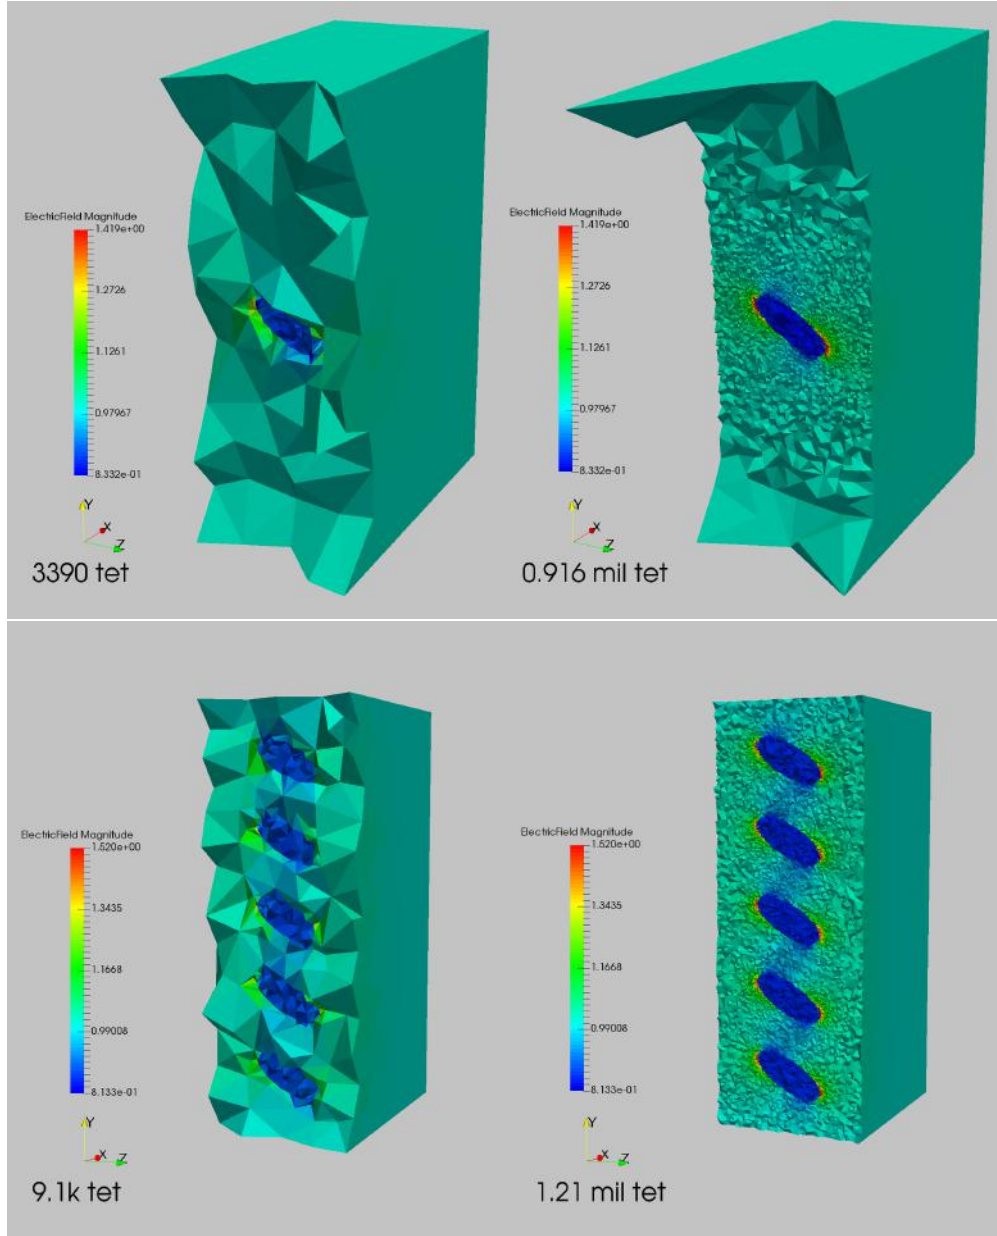 ElectricField Magnitude
1.419e+00
1.2726
1.1261
0.97967
8.332e-01
Y
X
Z
3390 tet
ElectricField Magnitude
1.419e+00
1.2726
1.1261
0.97967
8.332e-01
Y
X
Z
0.916 mil tet
ElectricField Magnitude
1.520e+00
1.3435
1.1668
0.99008
8.133e-01
Y
X
Z
9.1k tet
ElectricField Magnitude
1.520e+00
1.3435
1.1668
0.99008
8.133e-01
Y
X
Z
1.21 mil tet